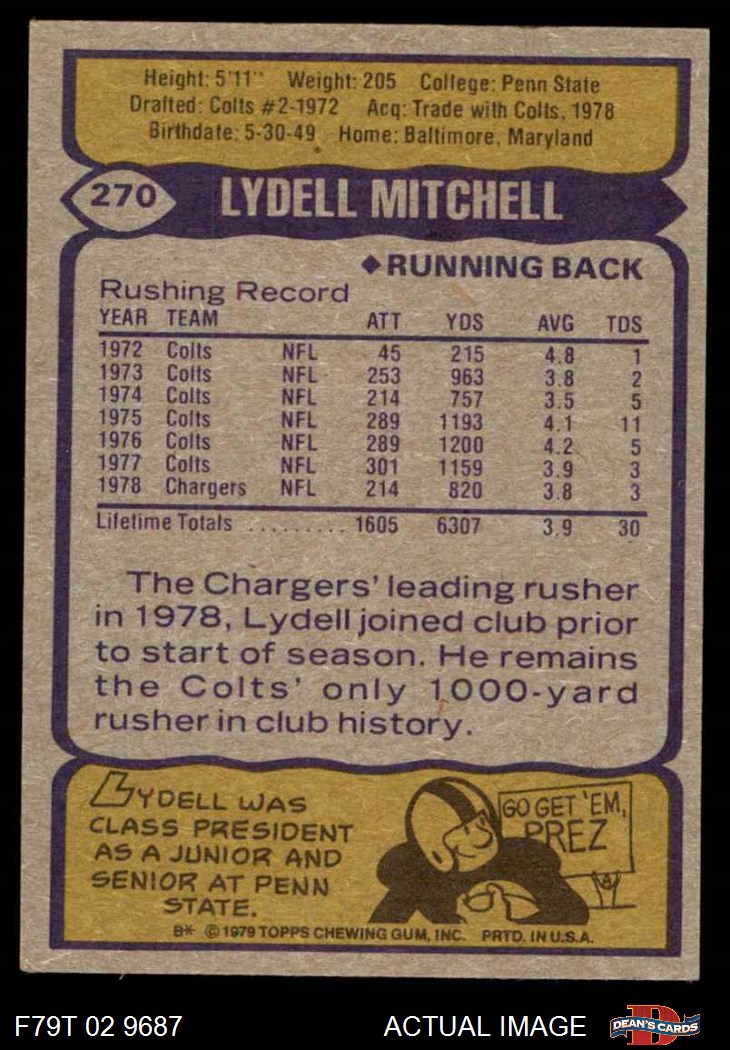 Height: 5'11" Weight: 205 College: Penn State
Drafted: Colts #2-1972 Acq: Trade with Colts, 1978
Birthdate: 5-30-49 Home: Baltimore, Maryland
270 LYDELL MITCHELL
◆RUNNING BACK
Rushing Record
YEAR TEAM ATT YDS AVG TDS
1972 Colts NFL 45 215 4.8 1
1973 Colts NFL 253 963 3.8 2
1974 Colts NFL 214 757 3.5 5
1975 Colts NFL 289 1193 4.1 11
1976 Colts NFL 289 1200 4.2 5
1977 Colts NFL 301 1159 3.9 3
1978 Chargers NFL 214 820 3.8 3
Lifetime Totals ......... 1605 6307 3.9 30
The Chargers' leading rusher
in 1978, Lydell joined club prior
to start of season. He remains
the Colts' only 1,000-yard
rusher in club history.
LYDELL WAS
CLASS PRESIDENT
AS A JUNIOR AND
SENIOR AT PENN
STATE.
GO GET 'EM,
PREZ
B* © 1979 TOPPS CHEWING GUM, INC. PRTD. IN U.S.A.
F79T 02 9687 ACTUAL IMAGE DEAN'S CARDS